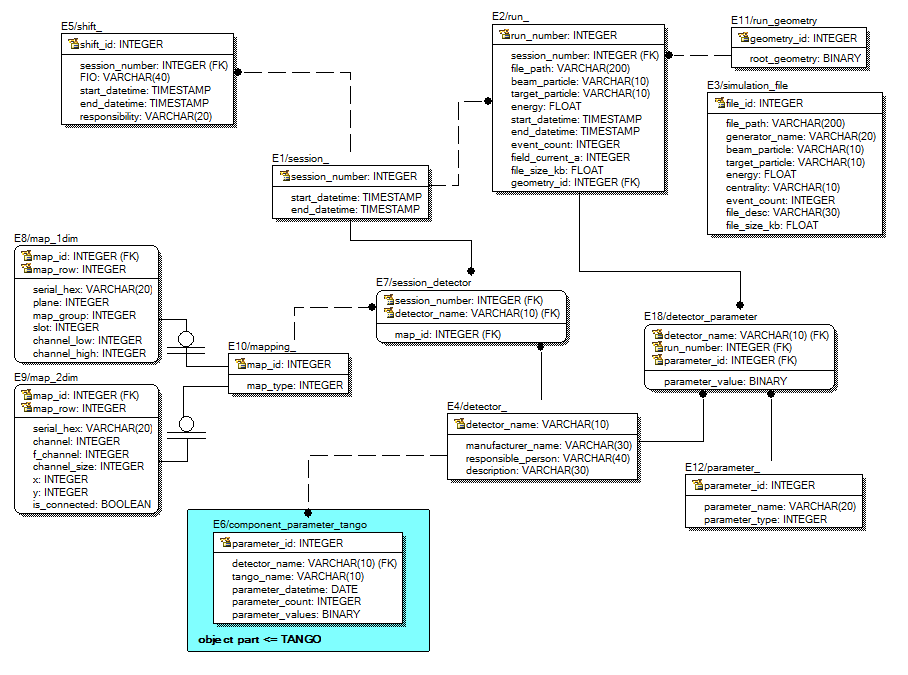 E5/shift_
shift_id: INTEGER
session_number: INTEGER (FK)
FIO: VARCHAR(40)
start_datetime: TIMESTAMP
end_datetime: TIMESTAMP
responsibility: VARCHAR(20)
E2/run_
run_number: INTEGER
session_number: INTEGER (FK)
file_path: VARCHAR(200)
beam_particle: VARCHAR(10)
target_particle: VARCHAR(10)
energy: FLOAT
start_datetime: TIMESTAMP
end_datetime: TIMESTAMP
event_count: INTEGER
field_current_a: INTEGER
file_size_kb: FLOAT
geometry_id: INTEGER (FK)
E11/run_geometry
geometry_id: INTEGER
root_geometry: BINARY
E3/simulation_file
file_id: INTEGER
file_path: VARCHAR(200)
generator_name: VARCHAR(20)
beam_particle: VARCHAR(10)
target_particle: VARCHAR(10)
energy: FLOAT
centrality: VARCHAR(10)
event_count: INTEGER
file_desc: VARCHAR(30)
file_size_kb: FLOAT
E1/session_
session_number: INTEGER
start_datetime: TIMESTAMP
end_datetime: TIMESTAMP
E8/map_1dim
map_id: INTEGER (FK)
map_row: INTEGER
serial_hex: VARCHAR(20)
plane: INTEGER
map_group: INTEGER
slot: INTEGER
channel_low: INTEGER
channel_high: INTEGER
E7/session_detector
session_number: INTEGER (FK)
detector_name: VARCHAR(10) (FK)
map_id: INTEGER (FK)
E18/detector_parameter
detector_name: VARCHAR(10) (FK)
run_number: INTEGER (FK)
parameter_id: INTEGER (FK)
parameter_value: BINARY
E10/mapping_
map_id: INTEGER
map_type: INTEGER
E9/map_2dim
map_id: INTEGER (FK)
map_row: INTEGER
serial_hex: VARCHAR(20)
channel: INTEGER
f_channel: INTEGER
channel_size: INTEGER
x: INTEGER
y: INTEGER
is_connected: BOOLEAN
E4/detector_
detector_name: VARCHAR(10)
manufacturer_name: VARCHAR(30)
responsible_person: VARCHAR(40)
description: VARCHAR(30)
E12/parameter_
parameter_id: INTEGER
parameter_name: VARCHAR(20)
parameter_type: INTEGER
E6/component_parameter_tango
parameter_id: INTEGER
detector_name: VARCHAR(10) (FK)
tango_name: VARCHAR(10)
parameter_datetime: DATE
parameter_count: INTEGER
parameter_values: BINARY
object part <= TANGO